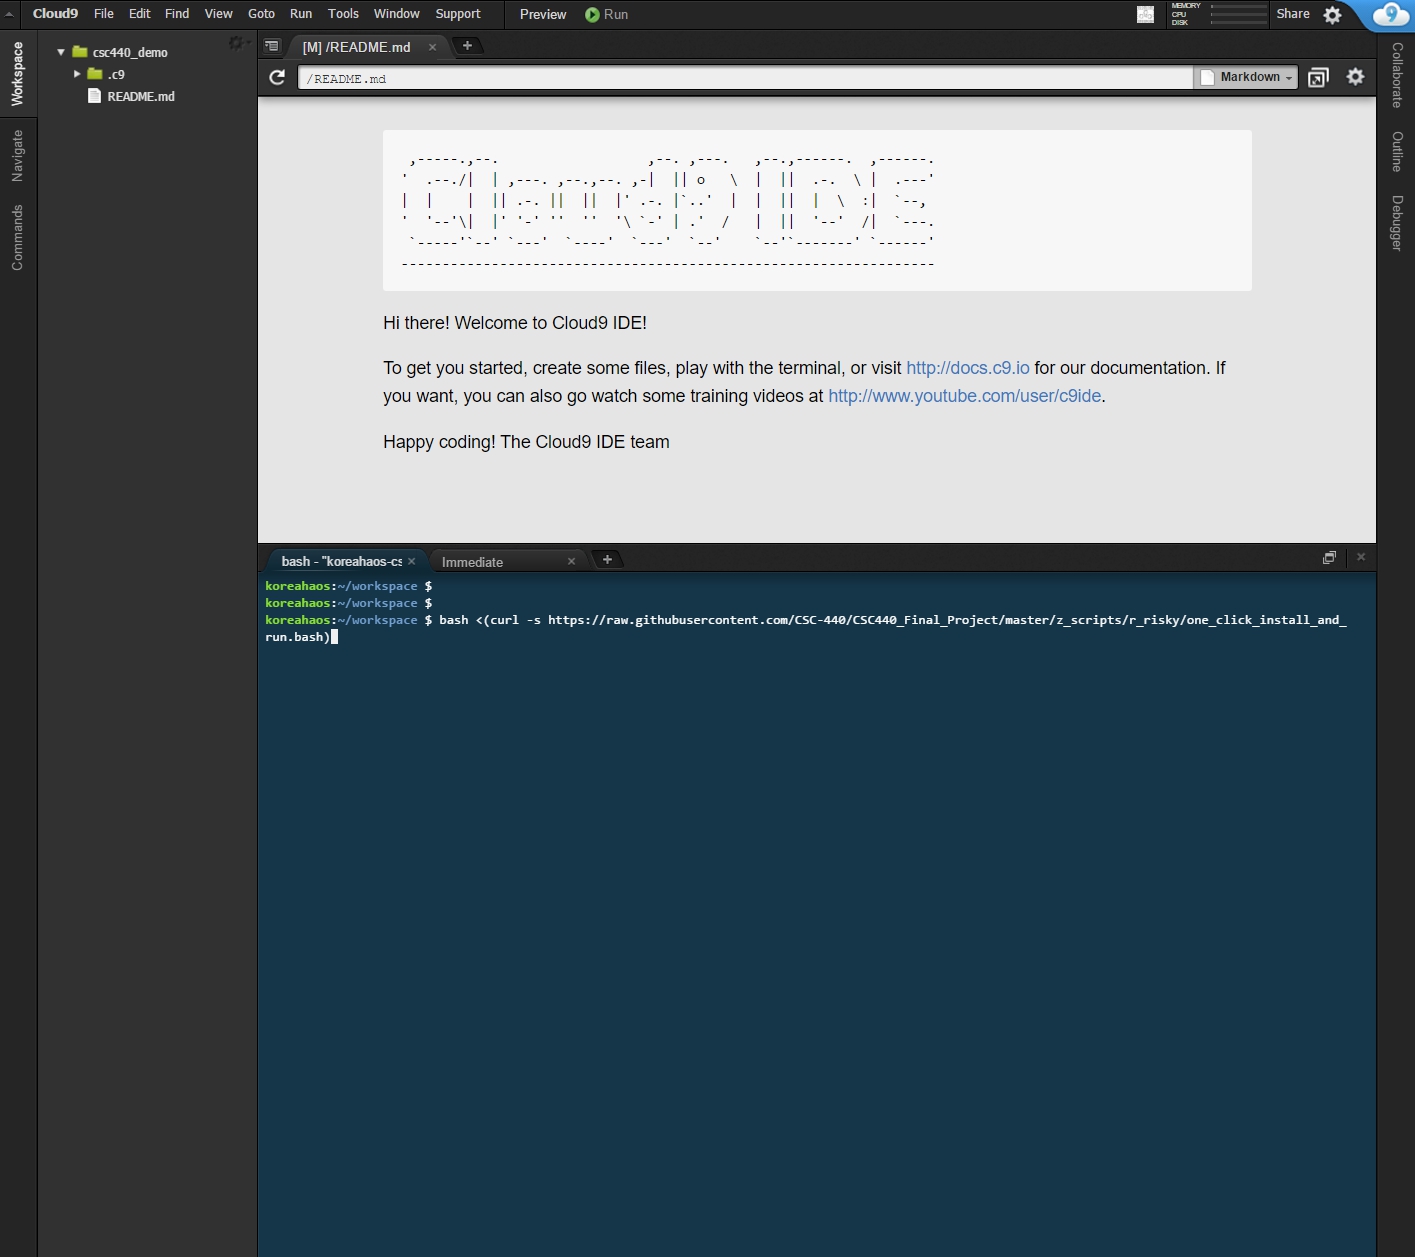 Cloud9 File Edit Find View Goto Run Tools Window Support Preview Run MEMORY CPU DISK Share 9
Workspace
Navigate
Commands
csc440_demo
.c9
README.md
[M] /README.md
/README.md Markdown
 ,-----.,--.                  ,--. ,---.   ,--.,------.  ,------.
'  .--./|  | ,---. ,--.,--. ,-|  || o   \  |  ||  .-.  \ |  .---'
|  |    |  || .-. ||  ||  |' .-. |`..'  |  |  ||  |  \  :|  `--,
'  '--'\|  |' '-' ''  ''  '\ `-' | .'  /   |  ||  '--'  /|  `---.
 `-----'`--' `---'  `----'  `---'  `--'    `--'`-------' `------'
-----------------------------------------------------------------
Hi there! Welcome to Cloud9 IDE!
To get you started, create some files, play with the terminal, or visit http://docs.c9.io for our documentation. If
you want, you can also go watch some training videos at http://www.youtube.com/user/c9ide.
Happy coding! The Cloud9 IDE team
bash - "koreahaos-cs Immediate
koreahaos:~/workspace $
koreahaos:~/workspace $
koreahaos:~/workspace $ bash <(curl -s https://raw.githubusercontent.com/CSC-440/CSC440_Final_Project/master/z_scripts/r_risky/one_click_install_and_
run.bash)
Collaborate
Outline
Debugger